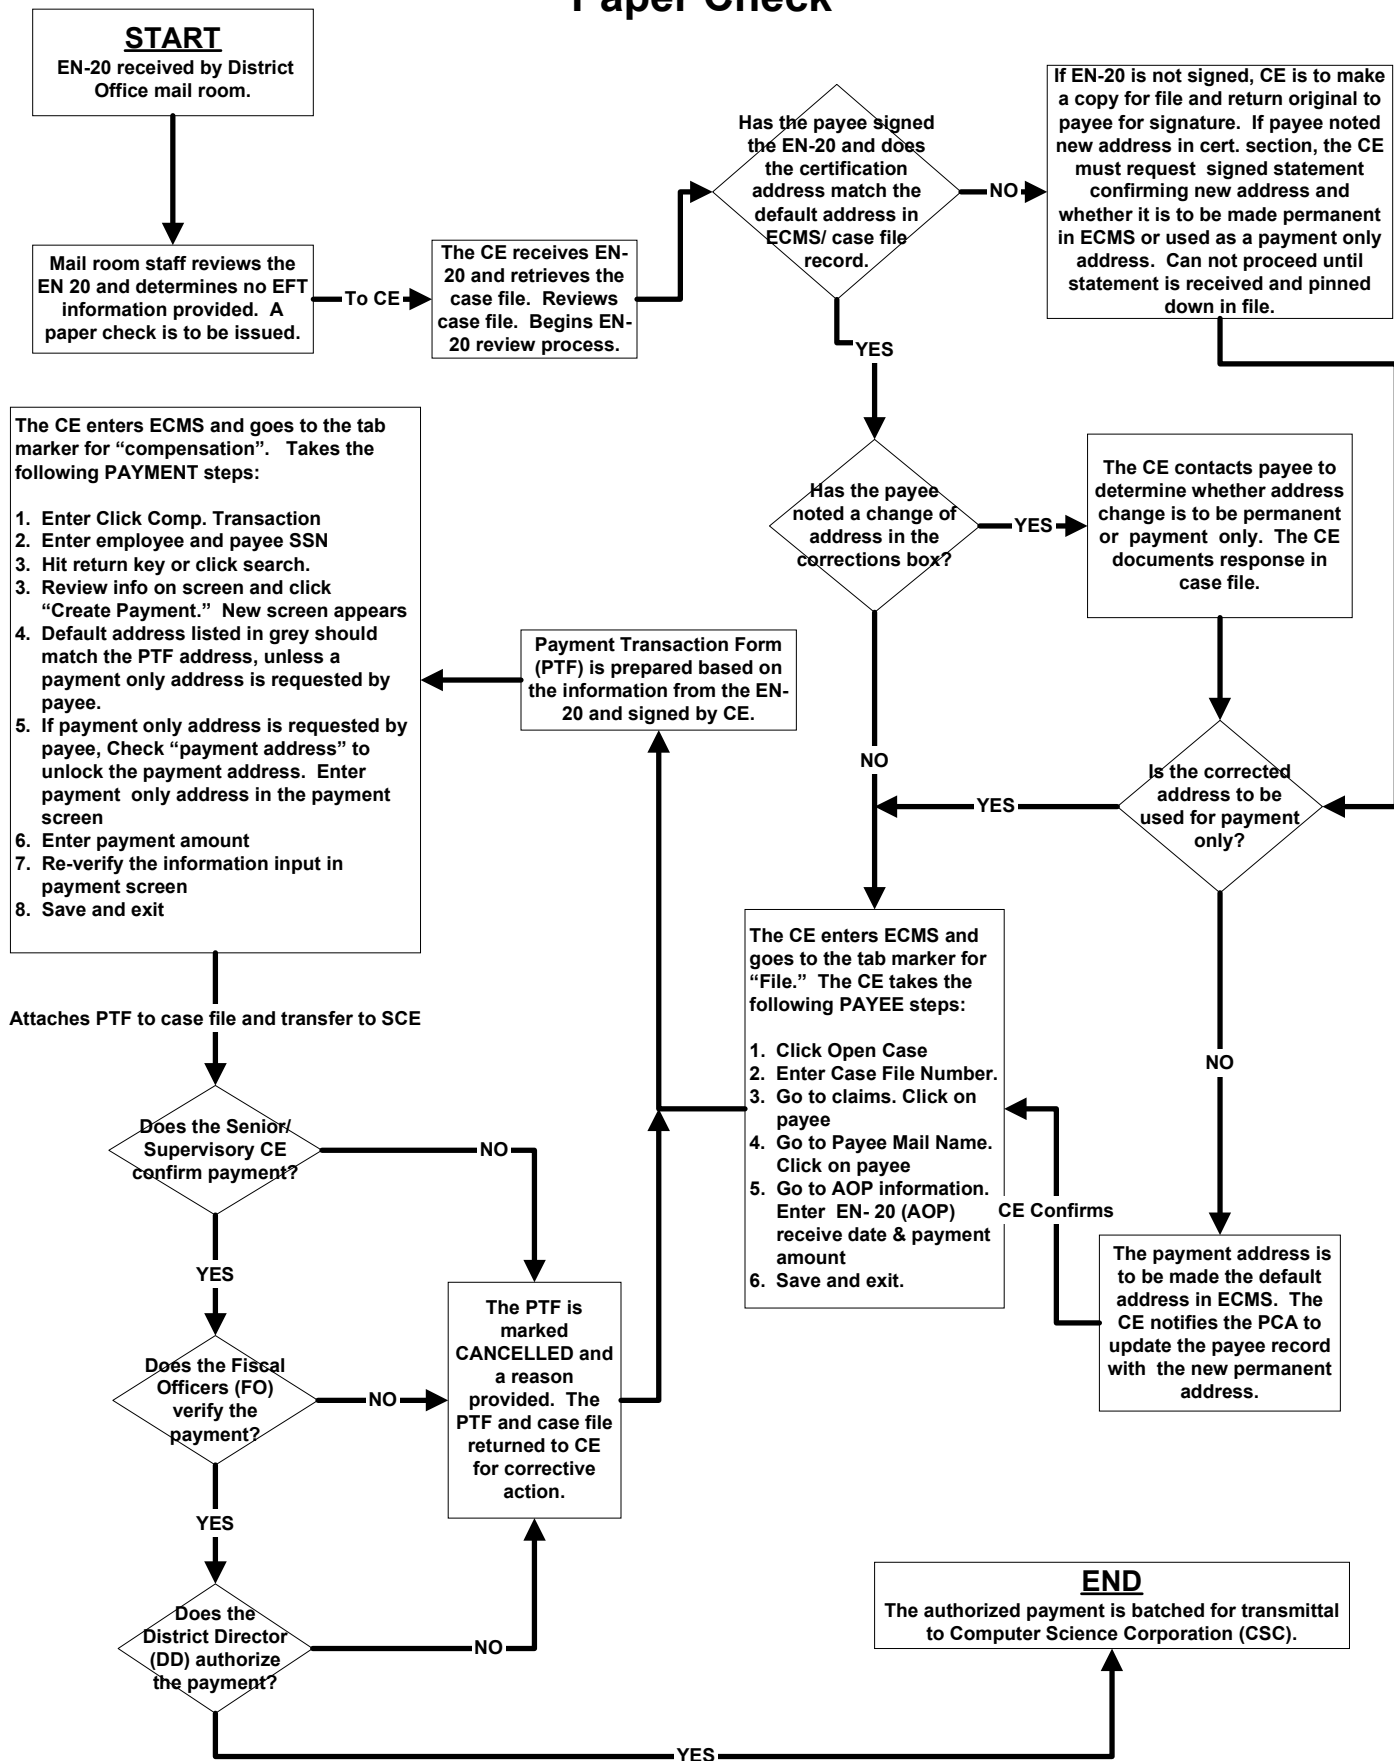 Paper Check
START
EN-20 received by District
Office mail room.
Mail room staff reviews the
EN 20 and determines no EFT
information provided.  A
paper check is to be issued.
To CE
The CE receives EN-
20 and retrieves the
case file.  Reviews
case file.  Begins EN-
20 review process.
Has the payee signed
the EN-20 and does
the certification
address match the
default address in
ECMS/ case file
record.
NO
If EN-20 is not signed, CE is to make
a copy for file and return original to
payee for signature.  If payee noted
new address in cert. section, the CE
must request  signed statement
confirming new address and
whether it is to be made permanent
in ECMS or used as a payment only
address.  Can not proceed until
statement is received and pinned
down in file.
YES
Has the payee
noted a change of
address in the
corrections box?
YES
The CE contacts payee to
determine whether address
change is to be permanent
or  payment  only.  The CE
documents response in
case file.
NO
Is the corrected
address to be
used for payment
only?
YES
NO
The payment address is
to be made the default
address in ECMS.  The
CE notifies the PCA to
update the payee record
with  the new permanent
address.
CE Confirms
The CE enters ECMS and
goes to the tab marker for
“File.”  The CE takes the
following PAYEE steps:
1.  Click Open Case
2.  Enter Case File Number.
3.  Go to claims. Click on
payee
4.  Go to Payee Mail Name.
Click on payee
5.  Go to AOP information.
Enter  EN- 20 (AOP)
receive date & payment
amount
6.  Save and exit.
Payment Transaction Form
(PTF) is prepared based on
the information from the EN-
20 and signed by CE.
The CE enters ECMS and goes to the tab
marker for “compensation”.   Takes the
following PAYMENT steps:
1.  Enter Click Comp. Transaction
2.  Enter employee and payee SSN
3.  Hit return key or click search.
3.  Review info on screen and click
“Create Payment.”  New screen appears
4.  Default address listed in grey should
match the PTF address, unless a
payment only address is requested by
payee.
5.  If payment only address is requested by
payee, Check “payment address” to
unlock the payment address.  Enter
payment  only address in the payment
screen
6.  Enter payment amount
7.  Re-verify the information input in
payment screen
8.  Save and exit
Attaches PTF to case file and transfer to SCE
Does the Senior/
Supervisory CE
confirm payment?
NO
YES
Does the Fiscal
Officers (FO)
verify the
payment?
NO
The PTF is
marked
CANCELLED and
a reason
provided.  The
PTF and case file
returned to CE
for corrective
action.
YES
Does the
District Director
(DD) authorize
the payment?
NO
YES
END
The authorized payment is batched for transmittal
to Computer Science Corporation (CSC).